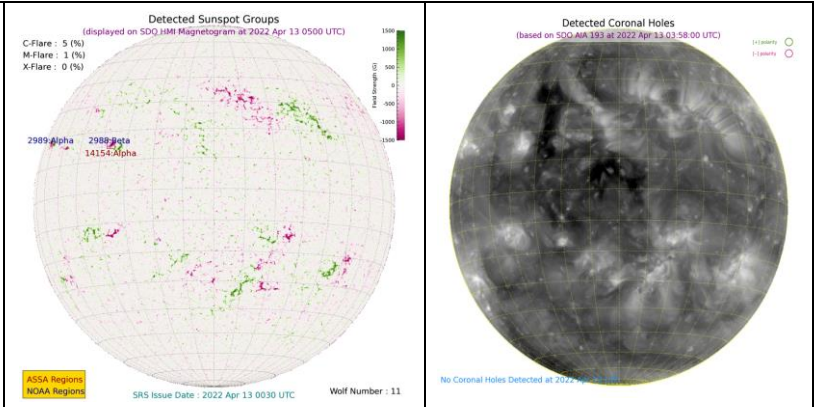 Detected Sunspot Groups
(displayed on SDO HMI Magnetogram at 2022 Apr 13 0500 UTC)
C-Flare : 5 (%)
M-Flare : 1 (%)
X-Flare : 0 (%)
1500
1000
500
0
-500
-1000
-1500
Field Strength (G)
2989:Alpha
2988:Beta
14154:Alpha
ASSA Regions
NOAA Regions
SRS Issue Date : 2022 Apr 13 0030 UTC
Wolf Number : 11
Detected Coronal Holes
(based on SDO AIA 193 at 2022 Apr 13 03:58:00 UTC)
[+] polarity
[-] polarity
No Coronal Holes Detected at 2022